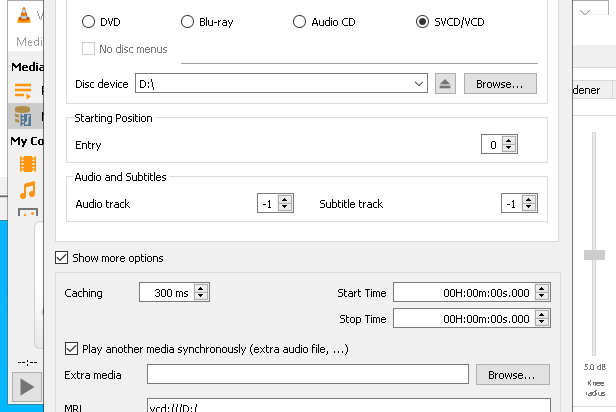 DVD Blu-ray Audio CD SVCD/VCD
Media
No disc menus
Media
Disc device D:\ Browse... dener
Starting Position
My Co
Entry 0
Audio and Subtitles
Audio track -1 Subtitle track -1
Show more options
Caching 300 ms Start Time 00H:00m:00s.000
Stop Time 00H:00m:00s.000
Play another media synchronously (extra audio file, ...)
--:--
5.0 dB
Extra media Browse...
Knee
radius
MRL vcd:///D:/